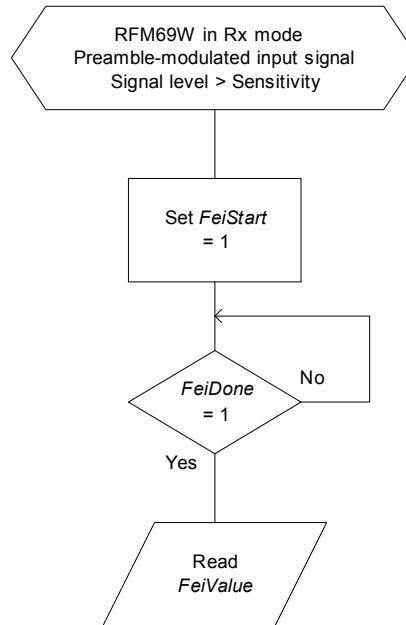 RFM69W in Rx mode
Preamble-modulated input signal
Signal level > Sensitivity
Set FeiStart
= 1
FeiDone
= 1
No
Yes
Read
FeiValue